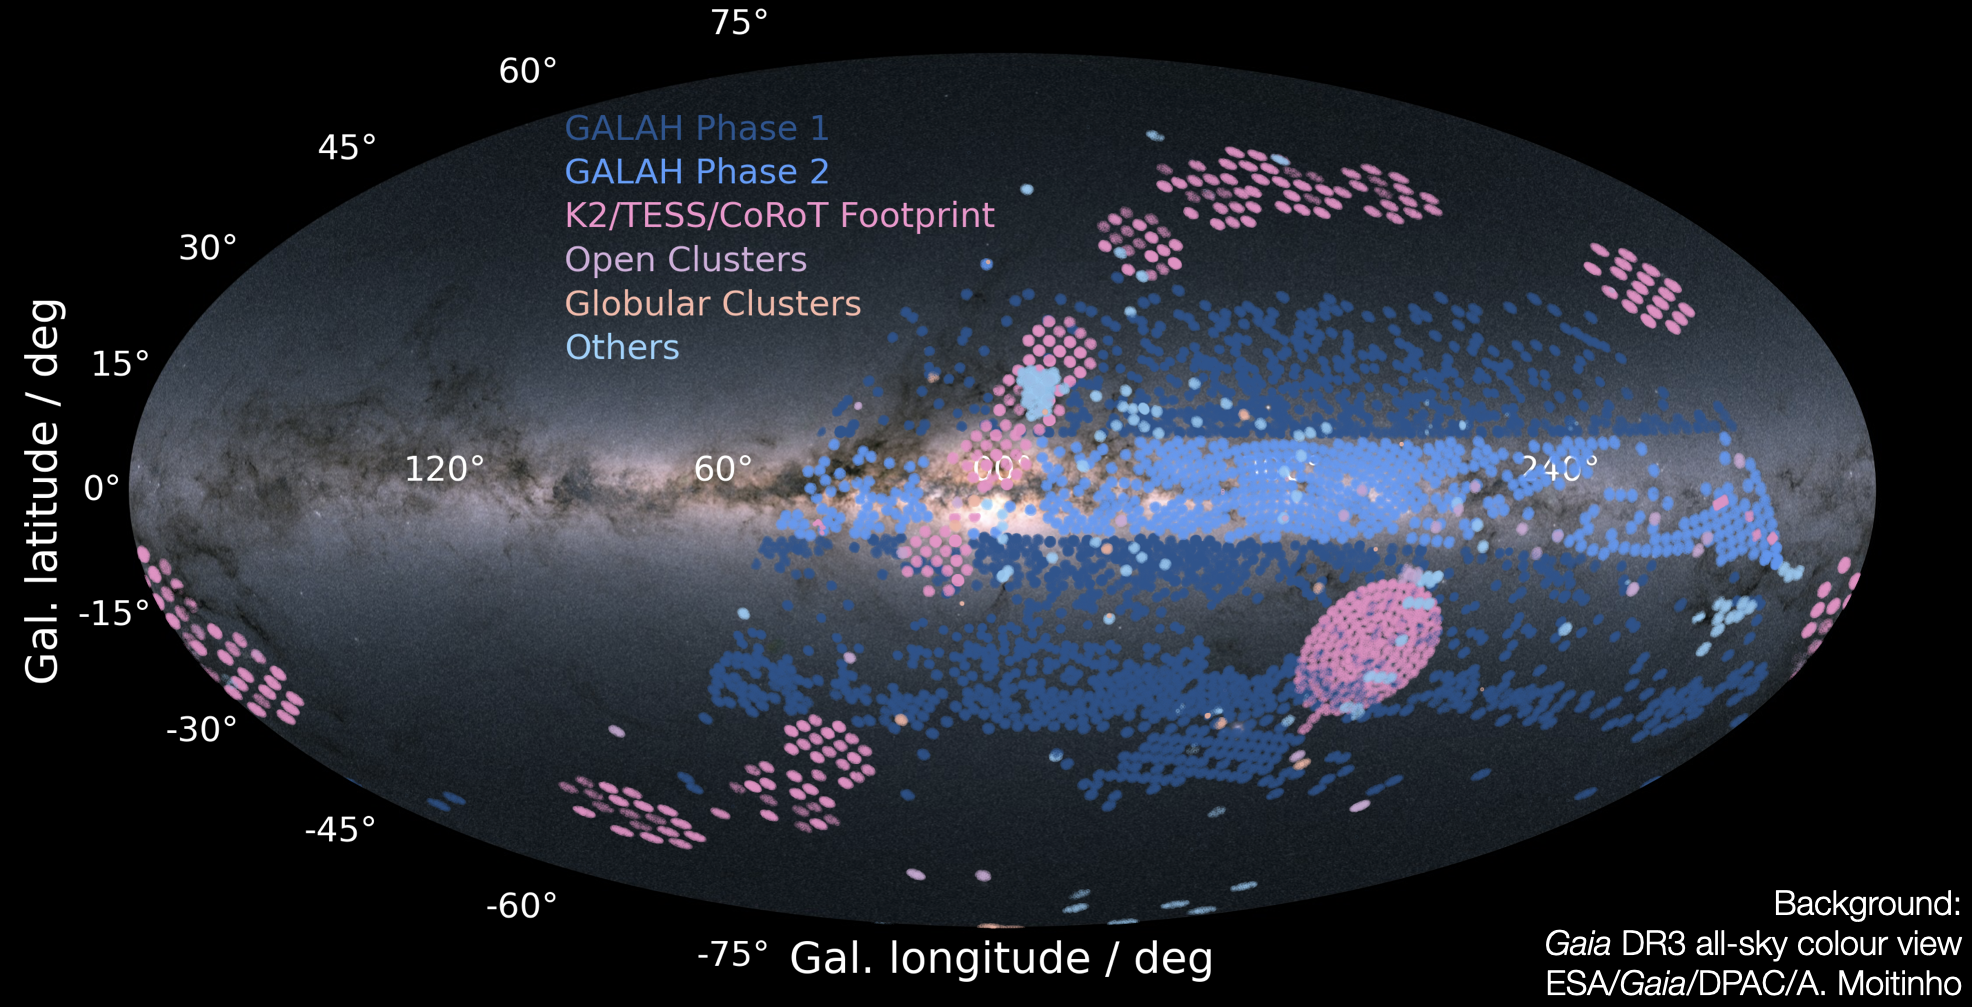 75°
60°
45°
GALAH Phase 1
GALAH Phase 2
K2/TESS/CoRoT Footprint
30°
Open Clusters
Globular Clusters
Others
15°
Gal. latitude / deg
120°
60°
240°
0°
-15°
-30°
-45°
-60°
-75°
Gal. longitude / deg
Background:
Gaia DR3 all-sky colour view
ESA/Gaia/DPAC/A. Moitinho